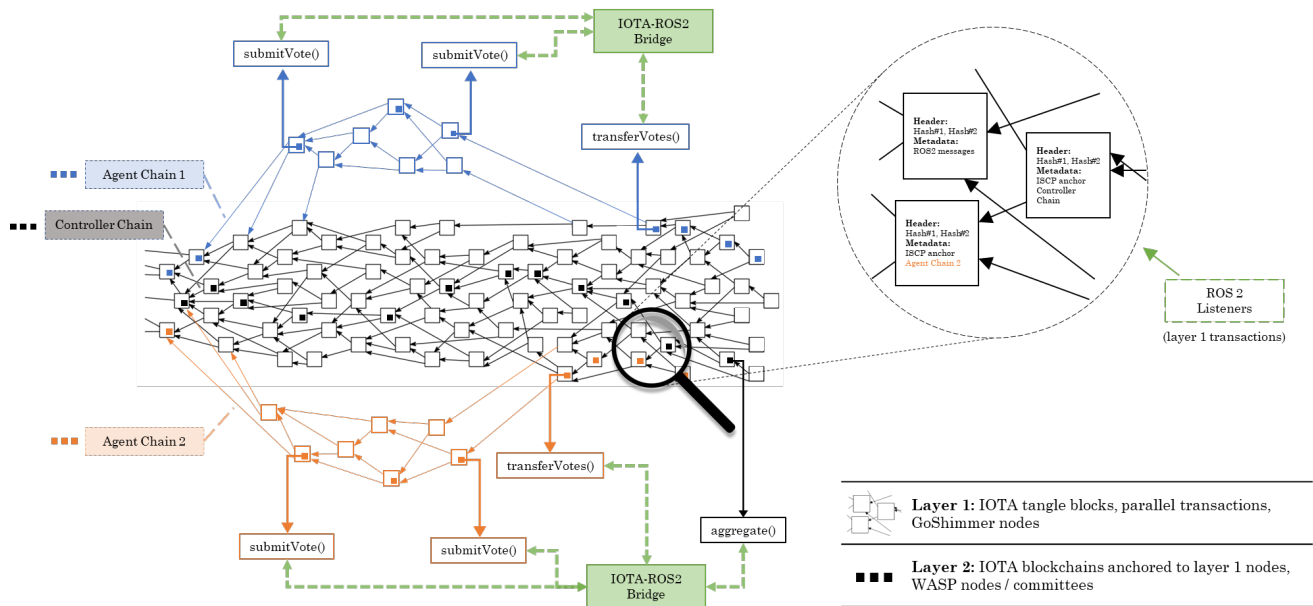 IOTA-ROS2
Bridge
submitVote()
submitVote()
transferVotes()
Agent Chain 1
Controller Chain
Agent Chain 2
Header:
Hash#1, Hash#2
Metadata:
ROS2 messages
Header:
Hash#1, Hash#2
Metadata:
ISCP anchor
Controller
Chain
Header:
Hash#1, Hash#2
Metadata:
ISCP anchor
Agent Chain 2
ROS 2
Listeners
(layer 1 transactions)
transferVotes()
submitVote()
submitVote()
aggregate()
IOTA-ROS2
Bridge
Layer 1: IOTA tangle blocks, parallel transactions,
GoShimmer nodes
Layer 2: IOTA blockchains anchored to layer 1 nodes,
WASP nodes / committees